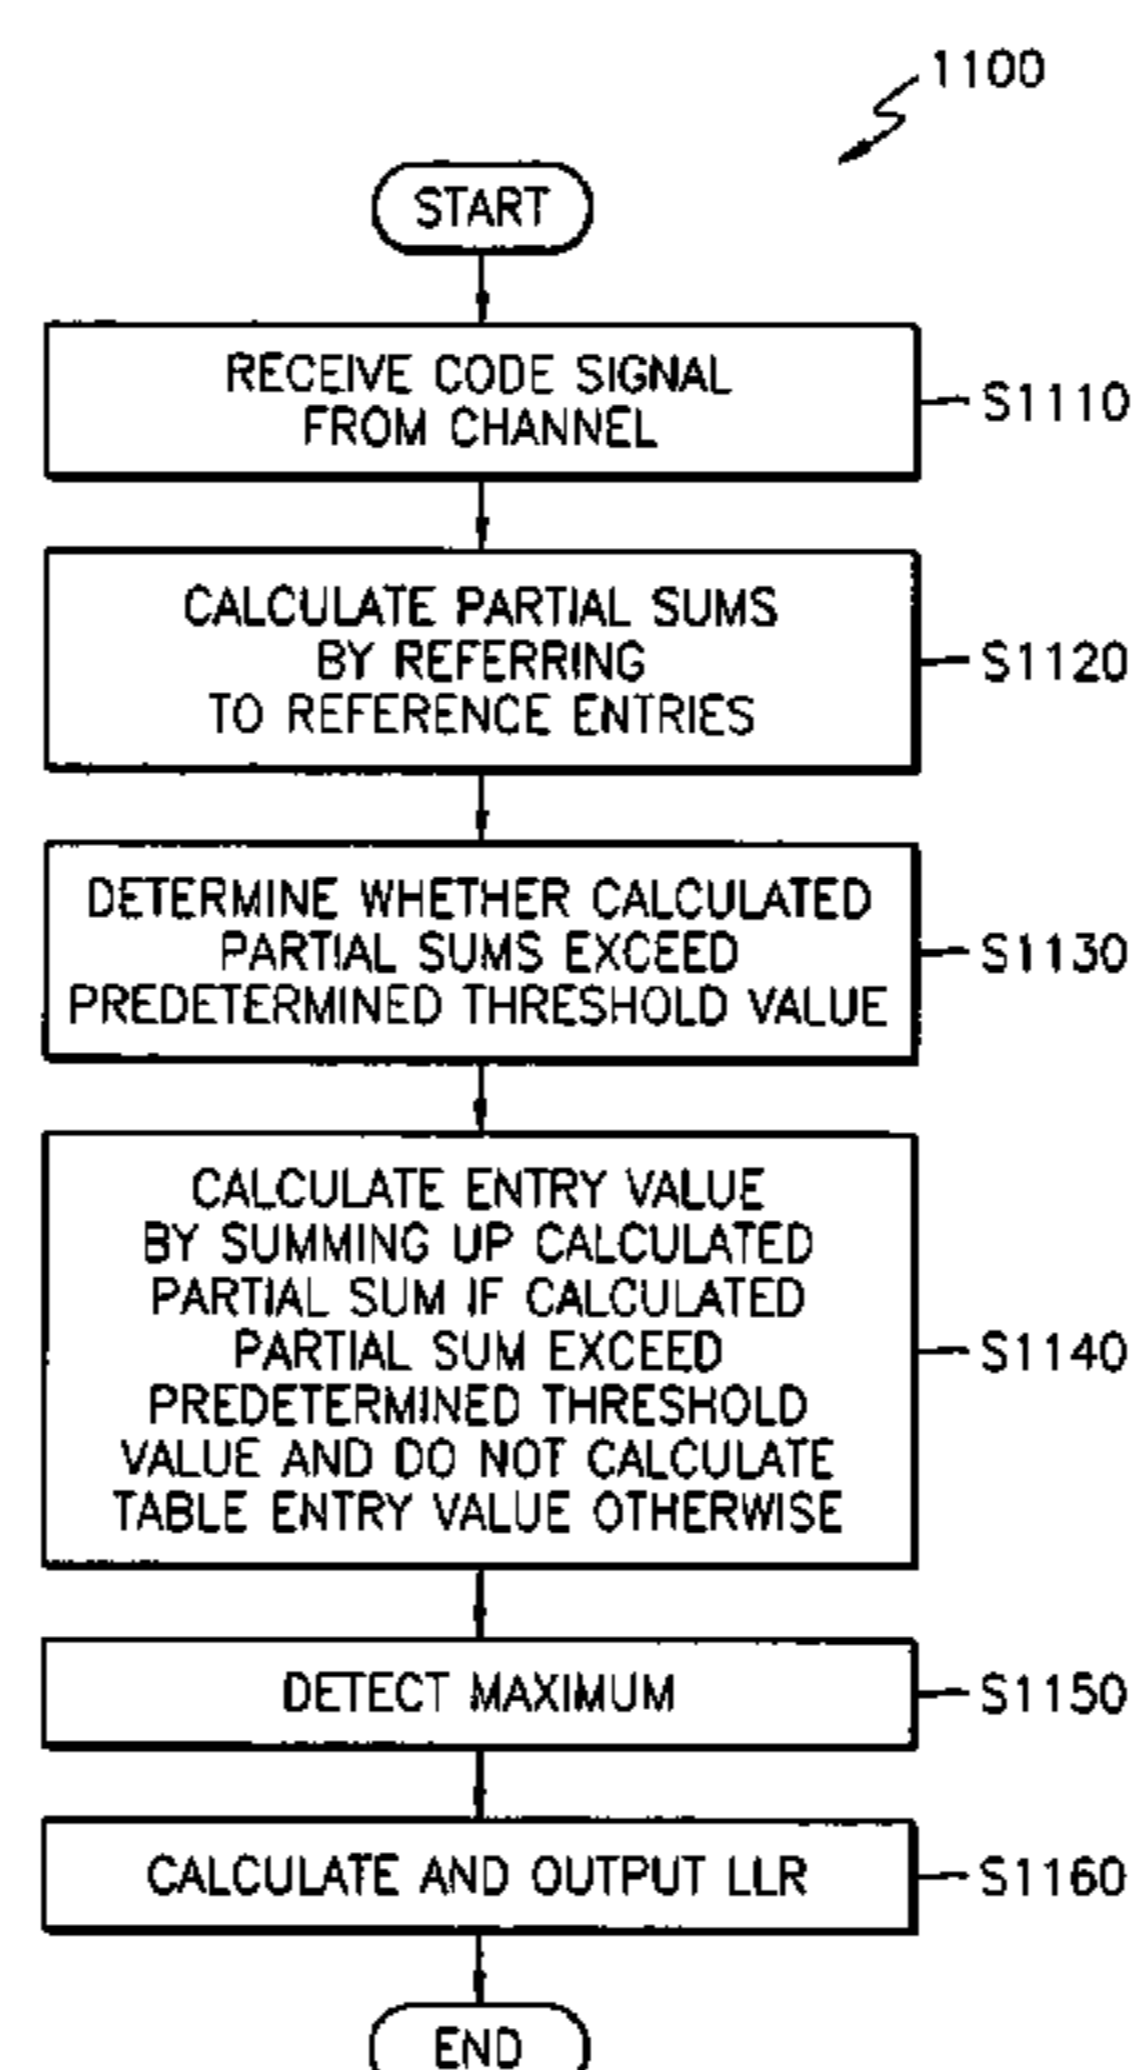 1100
START
RECEIVE CODE SIGNAL
FROM CHANNEL
S1110
CALCULATE PARTIAL SUMS
BY REFERRING
TO REFERENCE ENTRIES
S1120
DETERMINE WHETHER CALCULATED
PARTIAL SUMS EXCEED
PREDETERMINED THRESHOLD VALUE
S1130
CALCULATE ENTRY VALUE
BY SUMMING UP CALCULATED
PARTIAL SUM IF CALCULATED
PARTIAL SUM EXCEED
PREDETERMINED THRESHOLD
VALUE AND DO NOT CALCULATE
TABLE ENTRY VALUE OTHERWISE
S1140
DETECT MAXIMUM
S1150
CALCULATE AND OUTPUT LLR
S1160
END